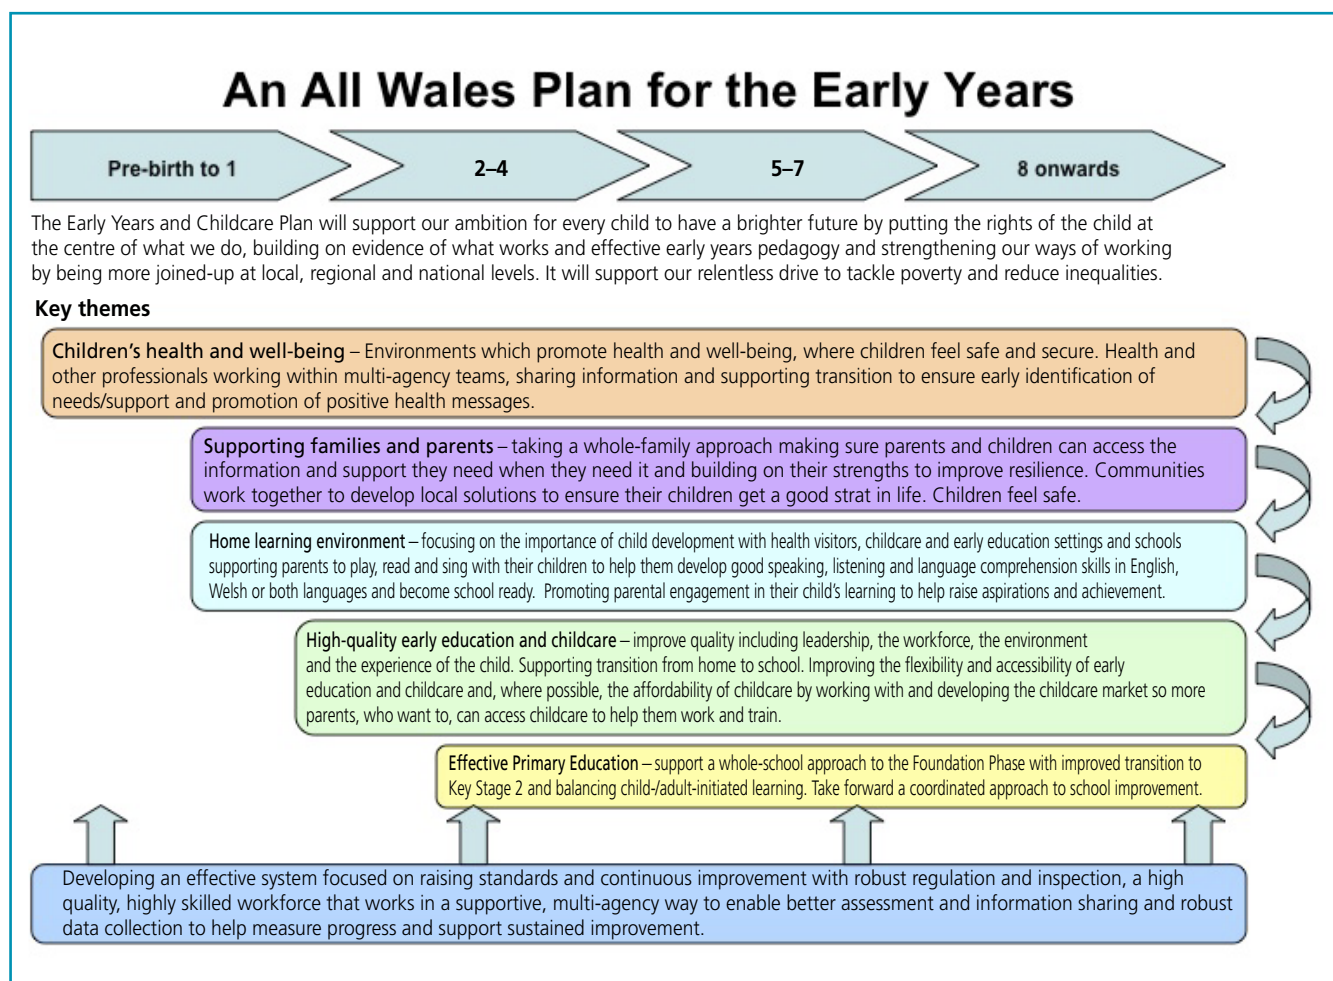 An All Wales Plan for the Early Years
Pre-birth to 1
2–4
5–7
8 onwards
The Early Years and Childcare Plan will support our ambition for every child to have a brighter future by putting the rights of the child at
the centre of what we do, building on evidence of what works and effective early years pedagogy and strengthening our ways of working
by being more joined-up at local, regional and national levels. It will support our relentless drive to tackle poverty and reduce inequalities.
Key themes
Children’s health and well-being – Environments which promote health and well-being, where children feel safe and secure. Health and
other professionals working within multi-agency teams, sharing information and supporting transition to ensure early identification of
needs/support and promotion of positive health messages.
Supporting families and parents – taking a whole-family approach making sure parents and children can access the
information and support they need when they need it and building on their strengths to improve resilience. Communities
work together to develop local solutions to ensure their children get a good strat in life. Children feel safe.
Home learning environment – focusing on the importance of child development with health visitors, childcare and early education settings and schools
supporting parents to play, read and sing with their children to help them develop good speaking, listening and language comprehension skills in English,
Welsh or both languages and become school ready. Promoting parental engagement in their child’s learning to help raise aspirations and achievement.
High-quality early education and childcare – improve quality including leadership, the workforce, the environment
and the experience of the child. Supporting transition from home to school. Improving the flexibility and accessibility of early
education and childcare and, where possible, the affordability of childcare by working with and developing the childcare market so more
parents, who want to, can access childcare to help them work and train.
Effective Primary Education – support a whole-school approach to the Foundation Phase with improved transition to
Key Stage 2 and balancing child-/adult-initiated learning. Take forward a coordinated approach to school improvement.
Developing an effective system focused on raising standards and continuous improvement with robust regulation and inspection, a high
quality, highly skilled workforce that works in a supportive, multi-agency way to enable better assessment and information sharing and robust
data collection to help measure progress and support sustained improvement.